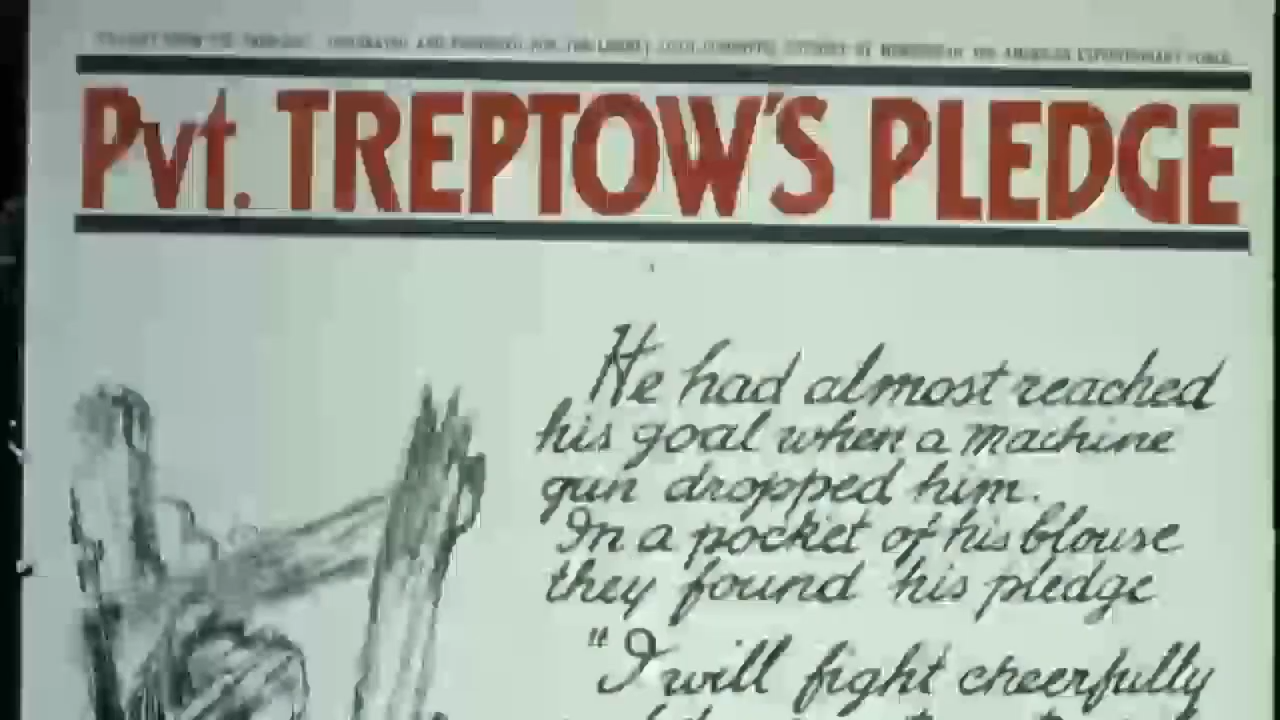 Pvt. TREPTOW'S PLEDGE
He had almost reached
his goal when a machine
gun dropped him.
In a pocket of his blouse
they found his pledge
"I will fight cheerfully